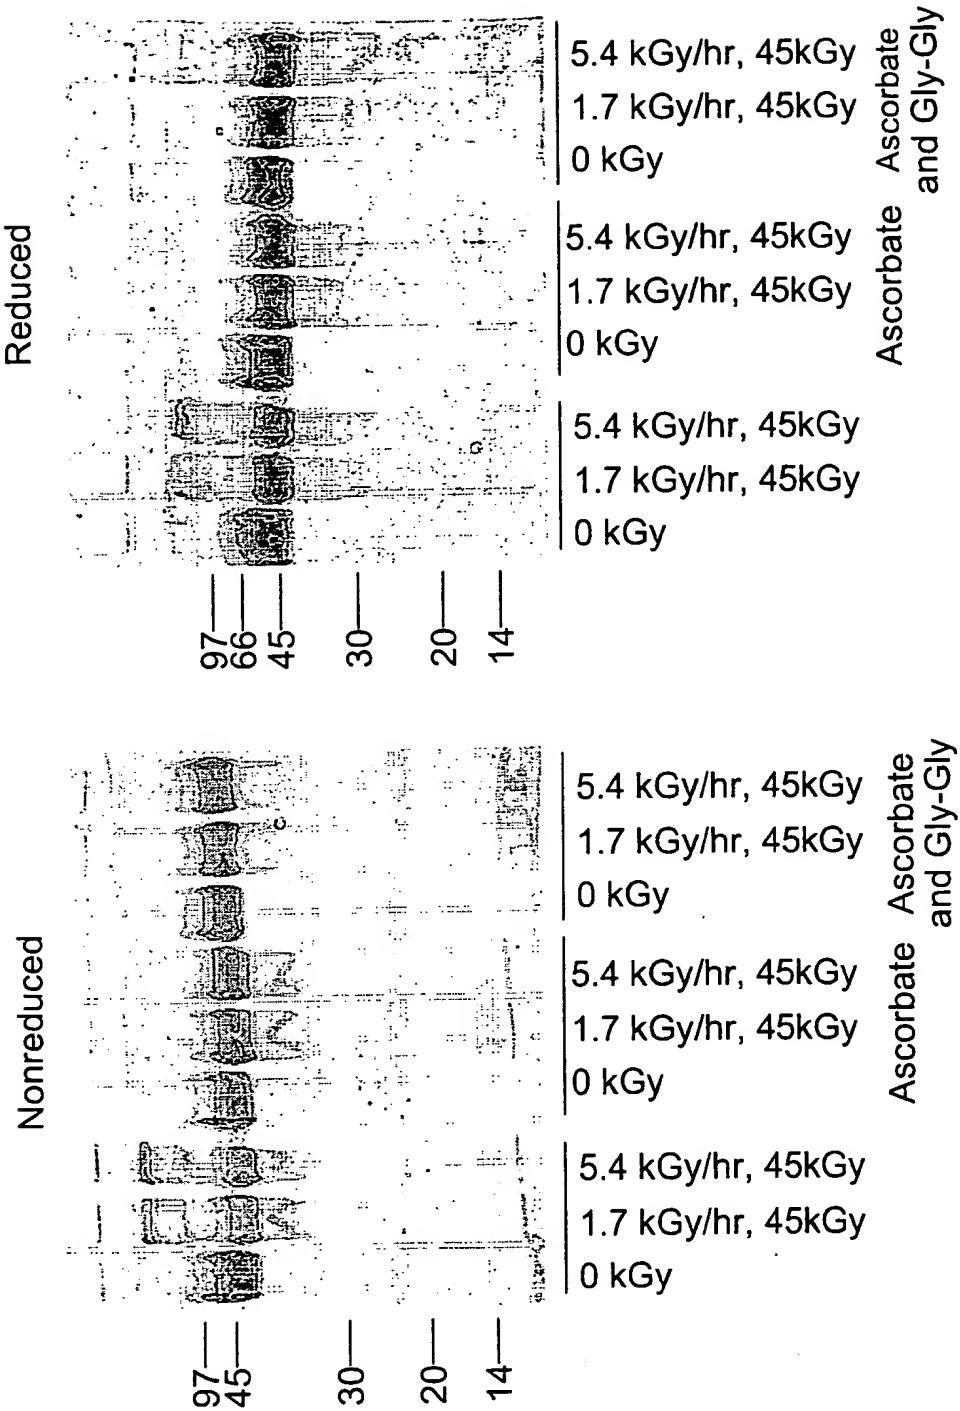 Reduced
97
66
45
30
20
14
5.4 kGy/hr, 45kGy
1.7 kGy/hr, 45kGy
0 kGy
Ascorbate
and Gly-Gly
5.4 kGy/hr, 45kGy
1.7 kGy/hr, 45kGy
0 kGy
Ascorbate
5.4 kGy/hr, 45kGy
1.7 kGy/hr, 45kGy
0 kGy
Nonreduced
97
45
30
20
14
5.4 kGy/hr, 45kGy
1.7 kGy/hr, 45kGy
0 kGy
Ascorbate
and Gly-Gly
5.4 kGy/hr, 45kGy
1.7 kGy/hr, 45kGy
0 kGy
Ascorbate
5.4 kGy/hr, 45kGy
1.7 kGy/hr, 45kGy
0 kGy